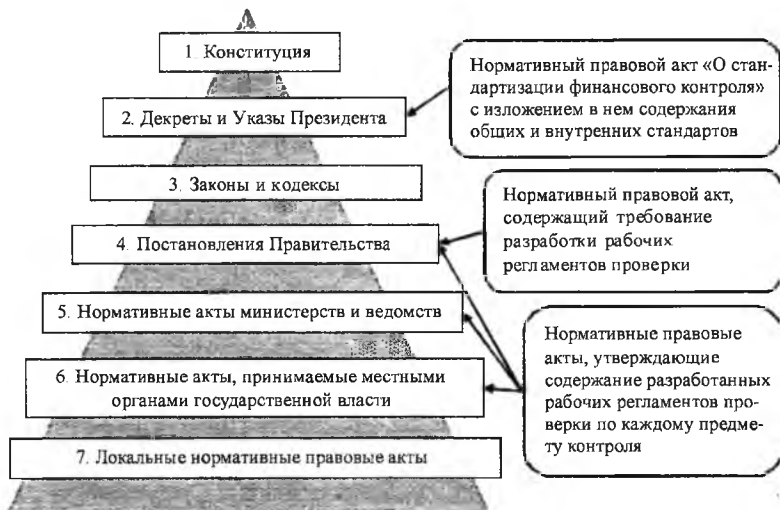 1. Конституция
2. Декреты и Указы Президента
3. Законы и кодексы
4. Постановления Правительства
5. Нормативные акты министерств и ведомств
6. Нормативные акты, принимаемые местными
органами государственной власти
7. Локальные нормативные правовые акты
Нормативный правовой акт «О стан-
дартизации финансового контроля»
с изложением в нем содержания
общих и внутренних стандартов
Нормативный правовой акт,
содержащий требование
разработки рабочих
регламентов проверки
Нормативные правовые
акты, утверждающие
содержание разработанных
рабочих регламентов про-
верки по каждому предме-
ту контроля